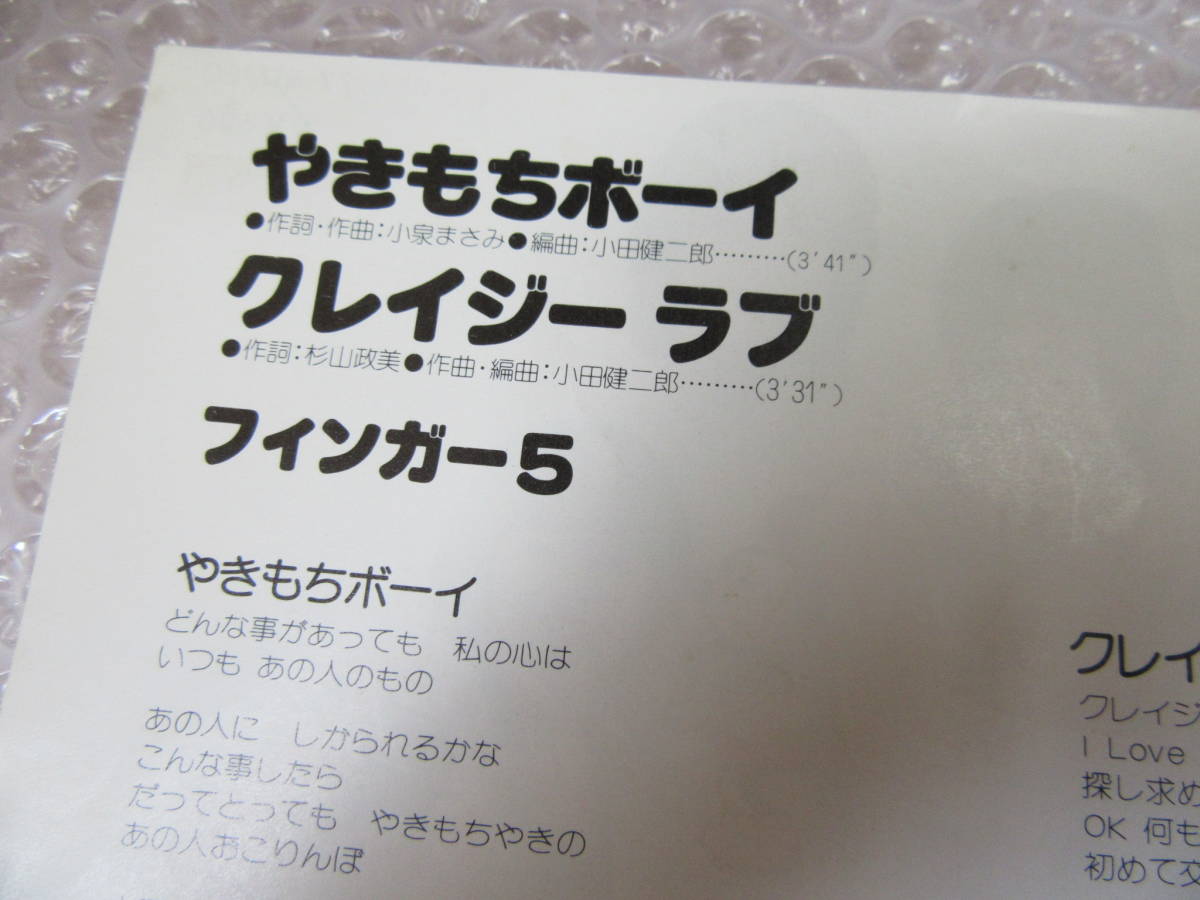 やきもちボーイ
●作詞・作曲：小泉まさみ●編曲：小田健二郎………(3'41")
クレイジー ラブ
●作詞：杉山政美●作曲・編曲：小田健二郎………(3'31")
フィンガー5
やきもちボーイ
どんな事があっても　私の心は
いつも あの人のもの
あの人に　しかられるかな
こんな事したら
だってとっても　やきもちやきの
あの人おこりんぼ
クレイ
クレイジ
I Love
探し求め
OK 何も
初めて交